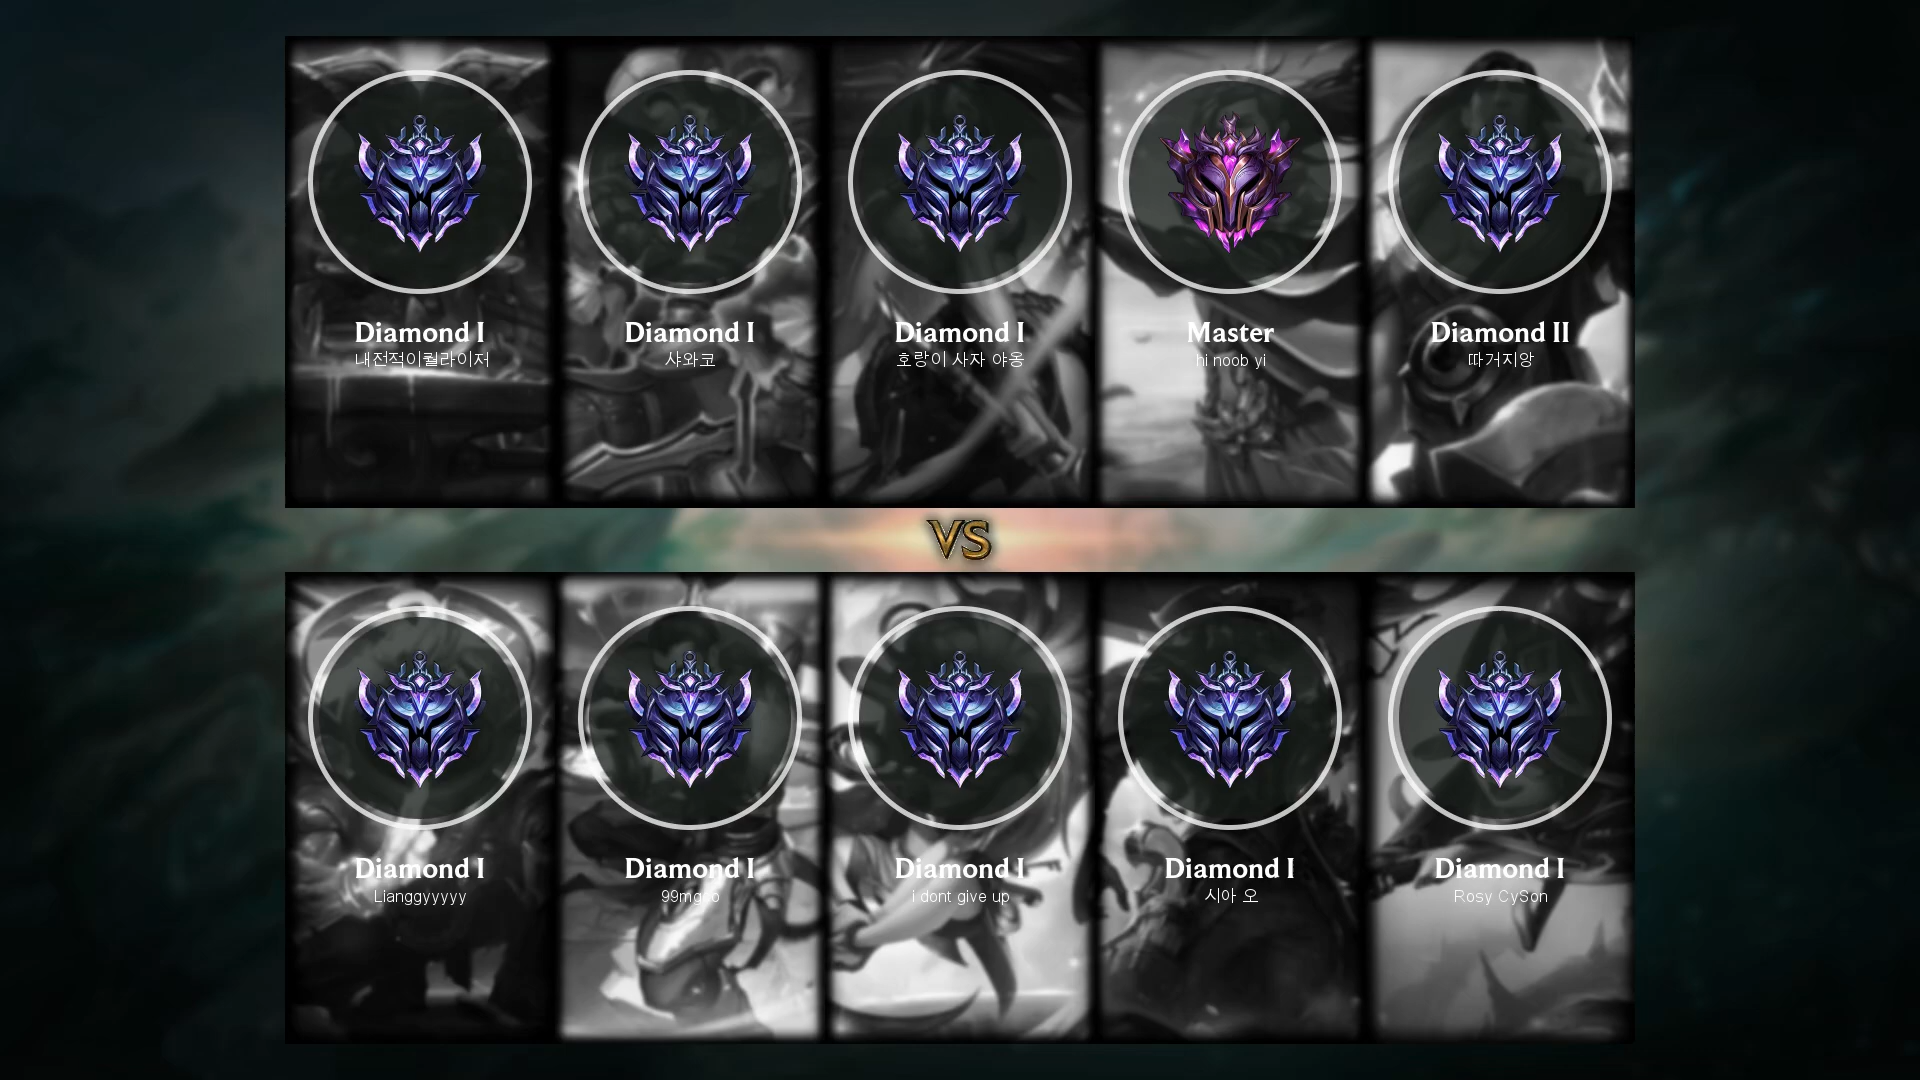 Diamond I
내전적이퀄라이저
Diamond I
샤와코
Diamond I
호랑이 사자 야옹
Master
hi noob yi
Diamond II
따거지앙
VS
Diamond I
Lianggyyyyy
Diamond I
Diamond I
i dont give up
Diamond I
시아 오
Diamond I
Rosy CySon